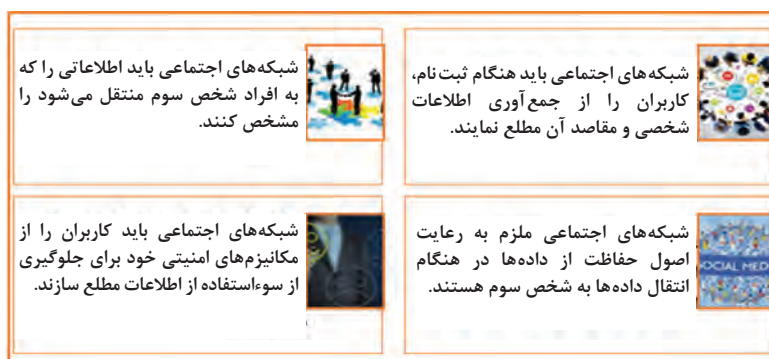 شبکه‌های اجتماعی باید هنگام ثبت‌نام،
کاربران را از جمع‌آوری اطلاعات
شخصی و مقاصد آن مطلع نمایند.
شبکه‌های اجتماعی باید اطلاعاتی را که
به افراد شخص سوم منتقل می‌شود را
مشخص کنند.
شبکه‌های اجتماعی ملزم به رعایت
اصول حفاظت از داده‌ها در هنگام
انتقال داده‌ها به شخص سوم هستند.
SOCIAL MED
شبکه‌های اجتماعی باید کاربران را از
مکانیزم‌های امنیتی خود برای جلوگیری
از سوءاستفاده از اطلاعات مطلع سازند.